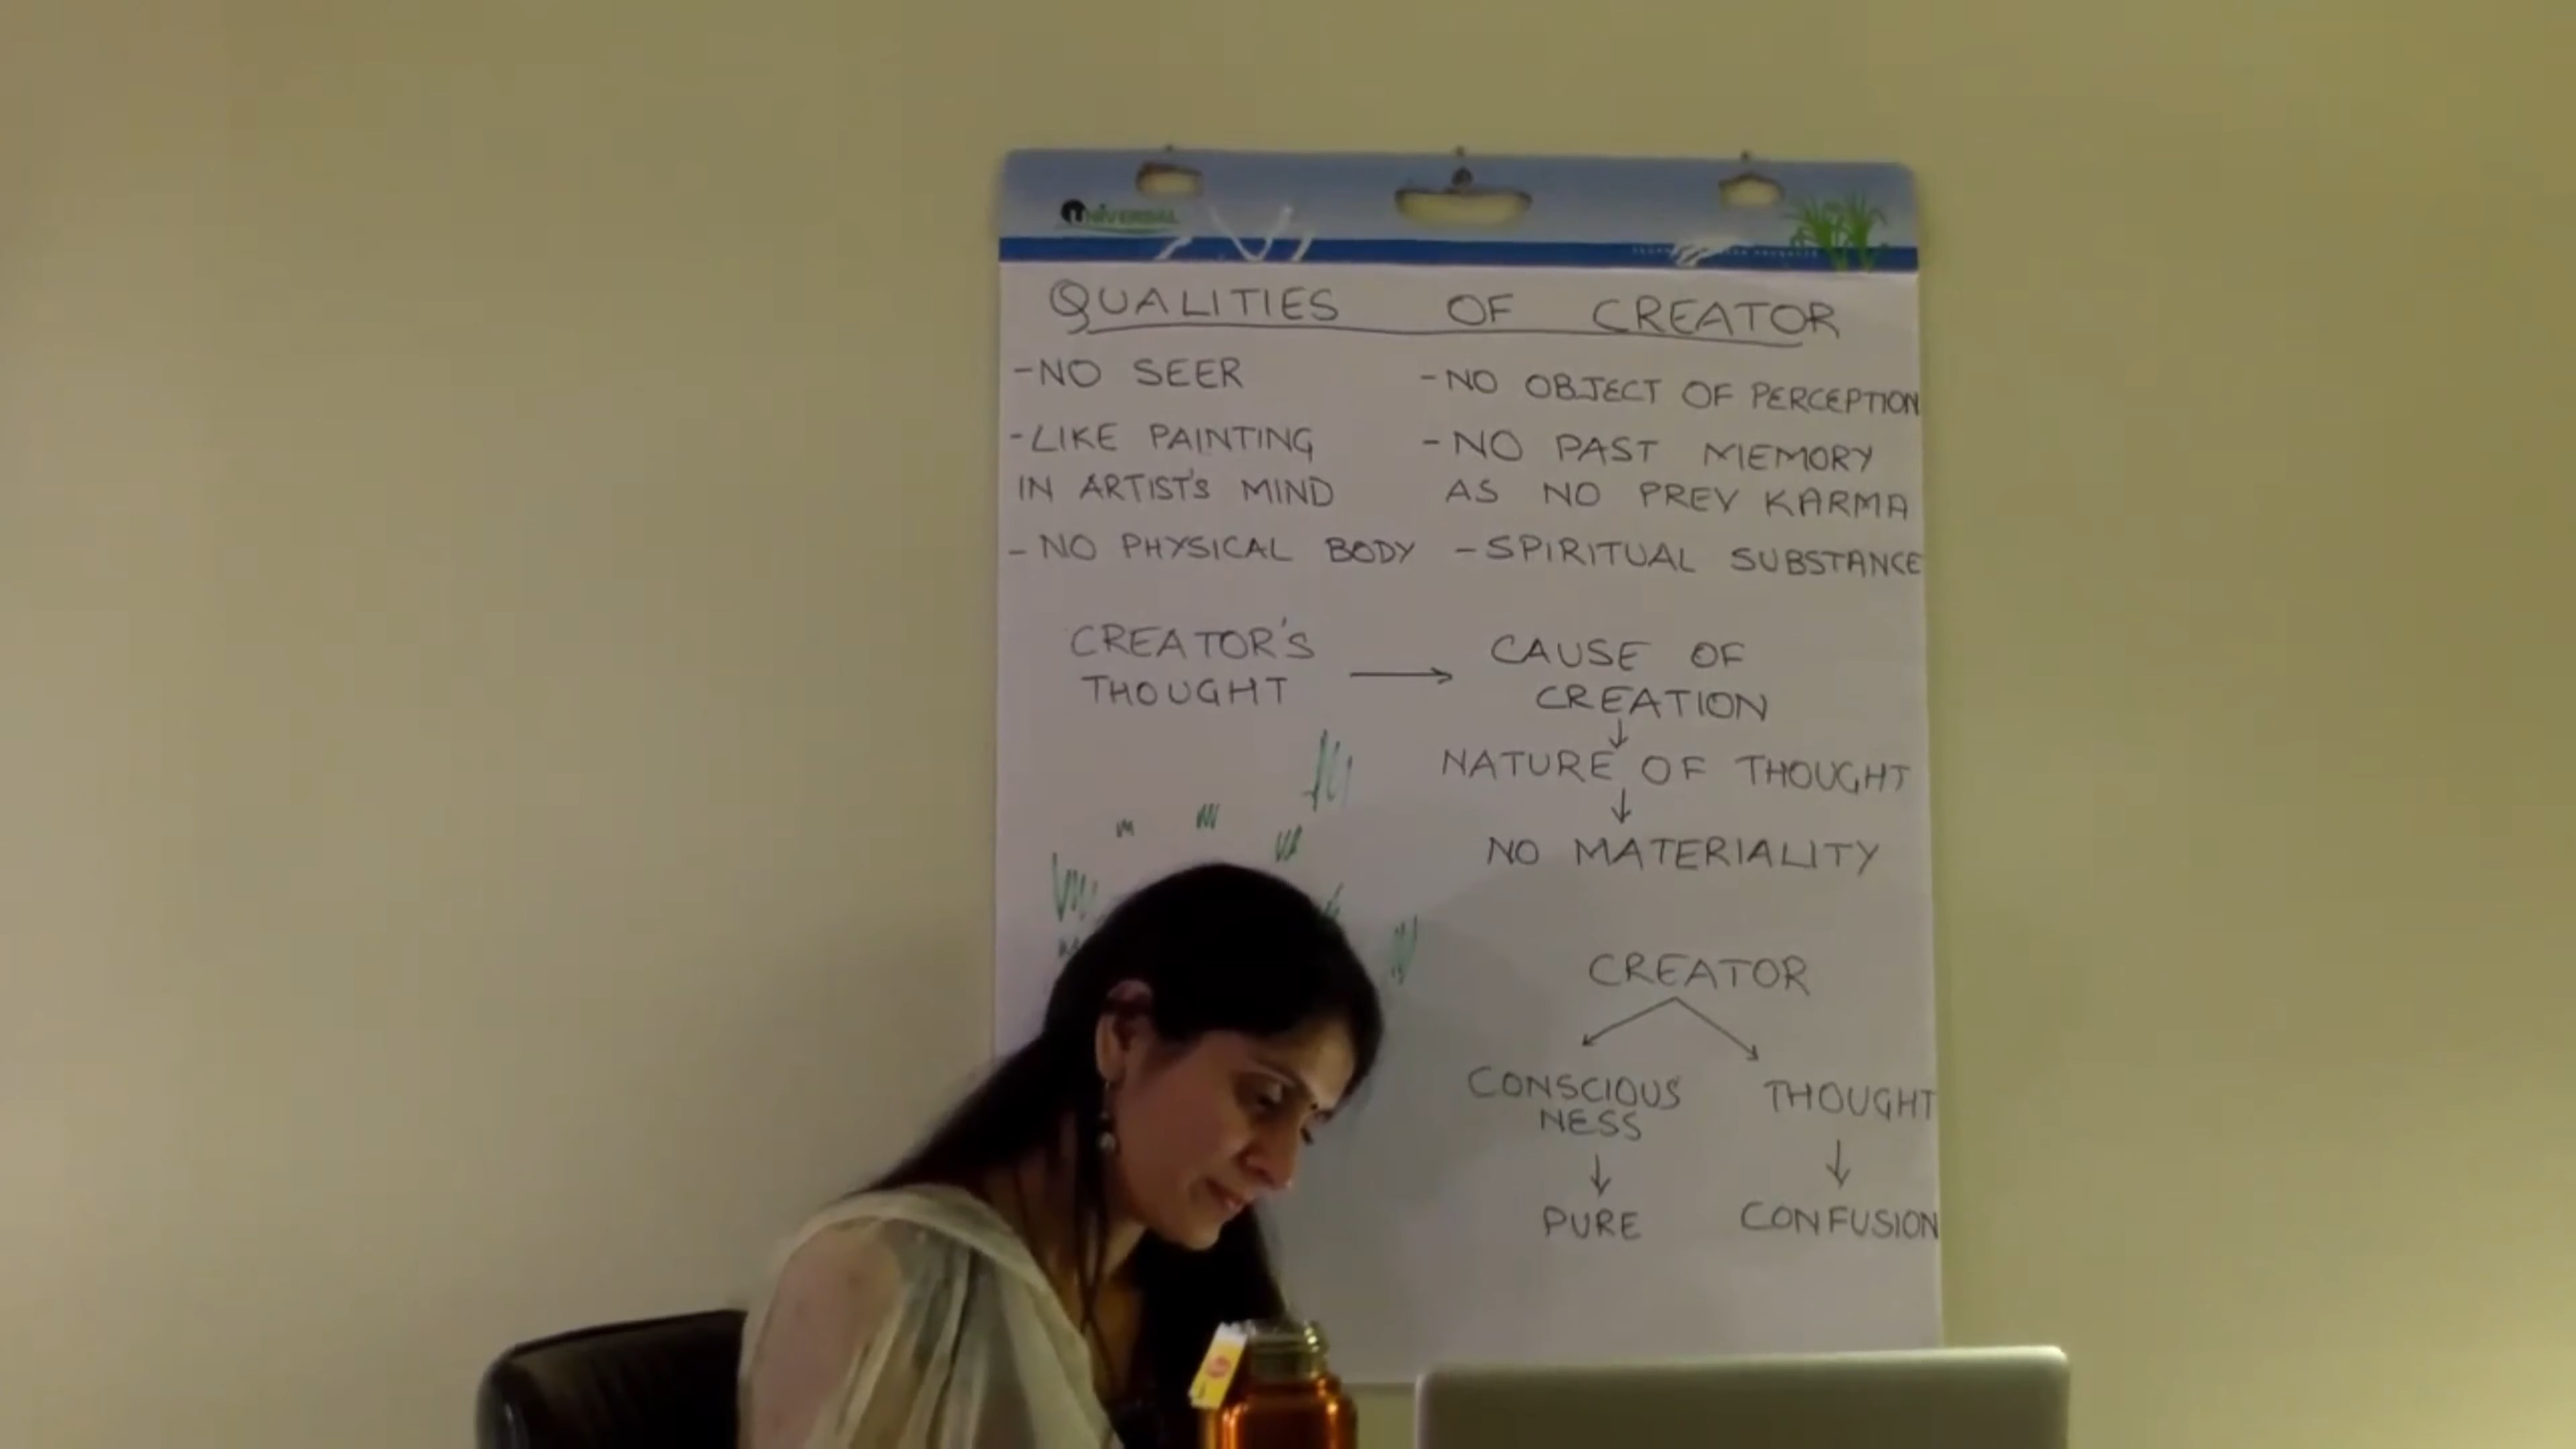 UNIVERSAL
QUALITIES OF CREATOR
-NO SEER
-NO OBJECT OF PERCEPTION
-LIKE PAINTING
IN ARTIST'S MIND
-NO PAST MEMORY
AS NO PREV KARMA
-NO PHYSICAL BODY
-SPIRITUAL SUBSTANCE
CREATOR'S
THOUGHT
CAUSE OF
CREATION
NATURE OF THOUGHT
NO MATERIALITY
CREATOR
CONSCIOUS
NESS
THOUGHT
PURE
CONFUSION